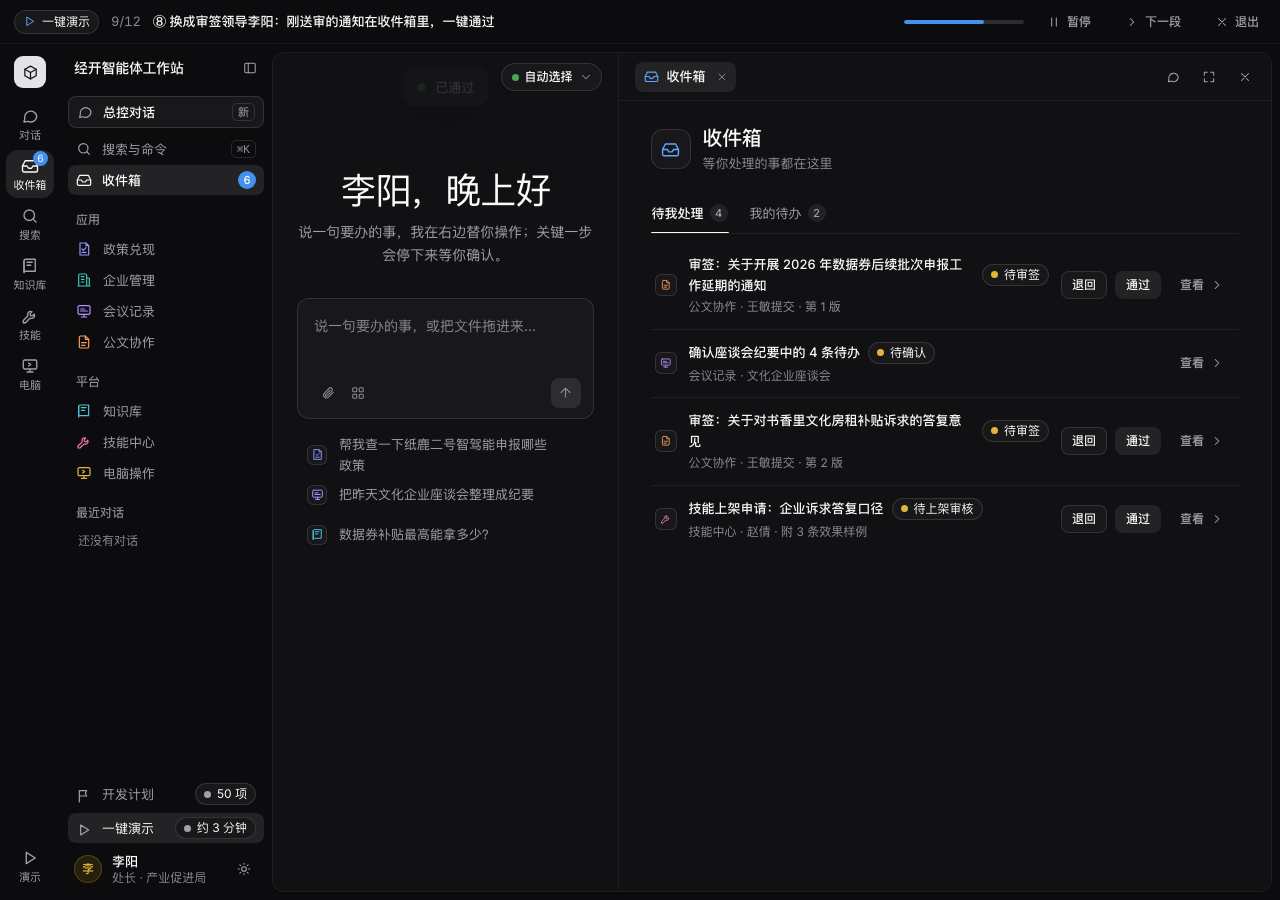 一键演示
9/12
⑧ 换成审签领导李阳：刚送审的通知在收件箱里，一键通过
暂停
下一段
退出
对话
6
收件箱
搜索
知识库
技能
电脑
演示
经开智能体工作站
总控对话
新
搜索与命令
⌘K
收件箱
6
应用
政策兑现
企业管理
会议记录
公文协作
平台
知识库
技能中心
电脑操作
最近对话
还没有对话
开发计划
50 项
一键演示
约 3 分钟
李
李阳
处长 · 产业促进局
已通过
自动选择
李阳，晚上好
说一句要办的事，我在右边替你操作；关键一步
会停下来等你确认。
说一句要办的事，或把文件拖进来...
帮我查一下纸鹿二号智驾能申报哪些
政策
把昨天文化企业座谈会整理成纪要
数据券补贴最高能拿多少？
收件箱
收件箱
等你处理的事都在这里
待我处理
4
我的待办
2
审签：关于开展 2026 年数据券后续批次申报工
作延期的通知
待审签
公文协作 · 王敏提交 · 第 1 版
退回
通过
查看
确认座谈会纪要中的 4 条待办
待确认
会议记录 · 文化企业座谈会
查看
审签：关于对书香里文化房租补贴诉求的答复意
见
待审签
公文协作 · 王敏提交 · 第 2 版
退回
通过
查看
技能上架申请：企业诉求答复口径
待上架审核
技能中心 · 赵倩 · 附 3 条效果样例
退回
通过
查看